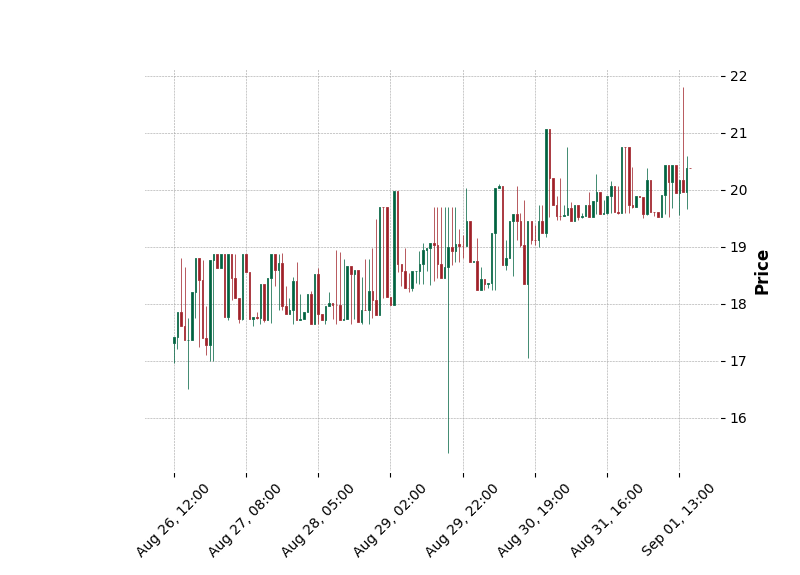 22
21
20
19
18
17
16
Price
Aug 26, 12:00
Aug 27, 08:00
Aug 28, 05:00
Aug 29, 02:00
Aug 29, 22:00
Aug 30, 19:00
Aug 31, 16:00
Sep 01, 13:00